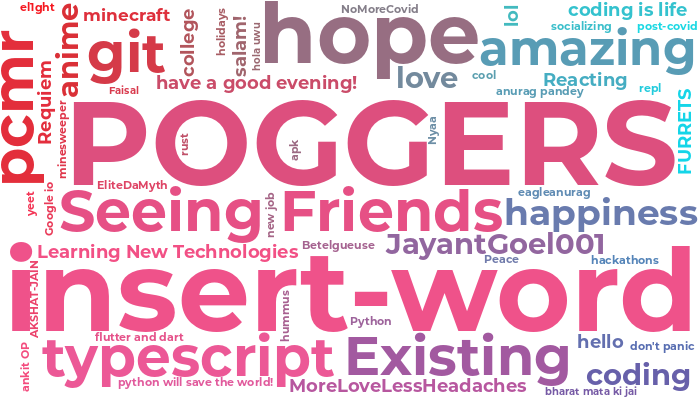 el1ght
minecraft
pcmr
anime
git
college
holidays
salam!
hola uwu
hope
NoMoreCovid
lol
coding is life
socializing
post-covid
amazing
Requiem
minesweeper
Faisal
have a good evening!
love
cool
Reacting
anurag pandey
repl
FURRETS
POGGERS
rust
apk
Nyaa
yeet
Google io
EliteDaMyth
Seeing Friends
new job
eagleanurag
happiness
Learning New Technologies
Betelgueuse
JayantGoel001
Peace
hackathons
insert-word
AKSHAT-JAIN
hummus
Python
flutter and dart
ankit OP
typescript
Existing
hello
don't panic
python will save the world!
MoreLoveLessHeadaches
coding
bharat mata ki jai